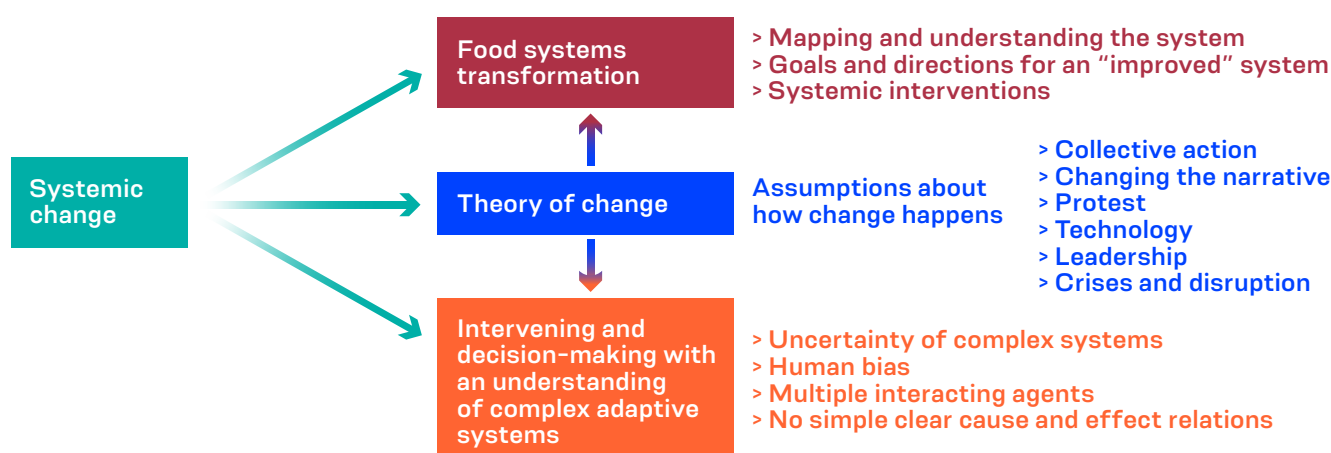 Systemic
change
Food systems
transformation
> Mapping and understanding the system
> Goals and directions for an “improved” system
> Systemic interventions
Theory of change
Assumptions about
how change happens
> Collective action
> Changing the narrative
> Protest
> Technology
> Leadership
> Crises and disruption
Intervening and
decision-making with
an understanding
of complex adaptive
systems
> Uncertainty of complex systems
> Human bias
> Multiple interacting agents
> No simple clear cause and effect relations